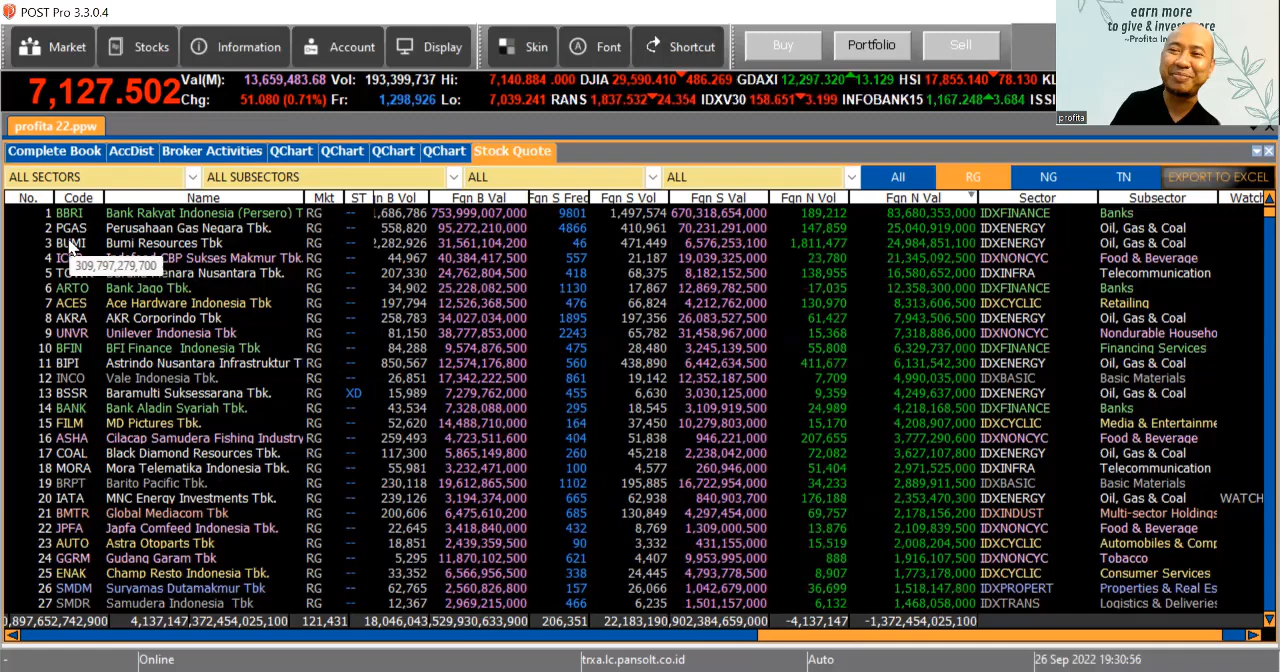 POST Pro 3.3.0.4
Market Stocks Information Account Display Skin Font Shortcut Buy Portfolio Sell
earn more
to give & invest more
~Profita
profita
7,127.502 Val(M): 13,659,483.68 Vol: 193,399,737 Hi: 7,140.884 .000 DJIA 29,590.410 486.269 GDAXI 12,297.320 13.129 HSI 17,855.140 78.130
Chg: 51.080 (0.71%) Fr: 1,298,926 Lo: 7,039.241 RANS 1,837.532 24.354 IDXV30 158.651 3.199 INFOBANK15 1,167.248 3.684 ISSI
profita 22.ppw
Complete Book AccDist Broker Activities QChart QChart QChart QChart Stock Quote
ALL SECTORS ALL SUBSECTORS ALL ALL All RG NG TN EXPORT TO EXCEL
No. Code Name Mkt ST Fgn B Vol Fgn B Val Fgn S Freq Fgn S Vol Fgn S Val Fgn N Vol Fgn N Val Sector Subsector Watch
1 BBRI Bank Rakyat Indonesia (Persero) T RG -- 1,686,786 753,999,007,000 9801 1,497,574 670,318,654,000 189,212 83,680,353,000 IDXFINANCE Banks
2 PGAS Perusahaan Gas Negara Tbk. RG -- 558,820 95,272,210,000 4866 410,961 70,231,291,000 147,859 25,040,919,000 IDXENERGY Oil, Gas & Coal
3 BUMI Bumi Resources Tbk RG -- 2,282,926 31,561,104,200 46 471,449 6,576,253,100 1,811,477 24,984,851,100 IDXENERGY Oil, Gas & Coal
4 CBP Sukses Makmur Tbk. RG -- 44,967 40,384,417,500 557 21,187 19,039,325,000 23,780 21,345,092,500 IDXNONCYC Food & Beverage
309,797,279,700
5 Menara Nusantara Tbk. RG -- 207,330 24,762,804,500 418 68,375 8,182,152,500 138,955 16,580,652,000 IDXINFRA Telecommunication
6 ARTO Bank Jago Tbk. RG -- 34,902 25,228,082,500 1130 17,867 12,869,782,500 17,035 12,358,300,000 IDXFINANCE Banks
7 ACES Ace Hardware Indonesia Tbk RG -- 197,794 12,526,368,500 476 66,824 4,212,762,000 130,970 8,313,606,500 IDXCYCLIC Retailing
8 AKRA AKR Corporindo Tbk RG -- 258,783 34,027,034,000 1895 197,356 26,083,527,500 61,427 7,943,506,500 IDXENERGY Oil, Gas & Coal
9 UNVR Unilever Indonesia Tbk RG -- 81,150 38,777,853,000 2243 65,782 31,458,967,000 15,368 7,318,886,000 IDXNONCYC Nondurable Househo
10 BFIN BFI Finance Indonesia Tbk RG -- 84,288 9,574,876,500 475 28,480 3,245,139,500 55,808 6,329,737,000 IDXFINANCE Financing Services
11 BIPI Astrindo Nusantara Infrastruktur T RG -- 850,567 12,574,176,800 560 438,890 6,442,634,500 411,677 6,131,542,300 IDXENERGY Oil, Gas & Coal
12 INCO Vale Indonesia Tbk. RG -- 26,851 17,342,222,500 861 19,142 12,352,187,500 7,709 4,990,035,000 IDXBASIC Basic Materials
13 BSSR Baramulti Suksessarana Tbk. RG XD 15,989 7,279,762,000 455 6,630 3,030,125,000 9,359 4,249,637,000 IDXENERGY Oil, Gas & Coal
14 BANK Bank Aladin Syariah Tbk. RG -- 43,534 7,328,088,000 295 18,545 3,109,919,500 24,989 4,218,168,500 IDXFINANCE Banks
15 FILM MD Pictures Tbk. RG -- 52,620 14,488,710,000 164 37,450 10,279,803,000 15,170 4,208,907,000 IDXCYCLIC Media & Entertainme
16 ASHA Cilacap Samudera Fishing Industry RG -- 259,493 4,723,511,600 404 51,838 946,221,000 207,655 3,777,290,600 IDXNONCYC Food & Beverage
17 COAL Black Diamond Resources Tbk. RG -- 117,300 5,865,149,800 260 45,218 2,238,042,000 72,082 3,627,107,800 IDXENERGY Oil, Gas & Coal
18 MORA Mora Telematika Indonesia Tbk. RG -- 55,981 3,232,471,000 100 4,577 260,946,000 51,404 2,971,525,000 IDXINFRA Telecommunication
19 BRPT Barito Pacific Tbk. RG -- 230,118 19,612,865,500 1102 195,885 16,722,954,000 34,233 2,889,911,500 IDXBASIC Basic Materials
20 IATA MNC Energy Investments Tbk. RG -- 239,126 3,194,374,000 665 62,938 840,903,700 176,188 2,353,470,300 IDXENERGY Oil, Gas & Coal WATCH
21 BMTR Global Mediacom Tbk RG -- 200,606 6,475,610,200 685 130,849 4,297,454,000 69,757 2,178,156,200 IDXINDUST Multi-sector Holdings
22 JPFA Japfa Comfeed Indonesia Tbk. RG -- 22,645 3,418,840,000 432 8,769 1,309,000,500 13,876 2,109,839,500 IDXNONCYC Food & Beverage
23 AUTO Astra Otoparts Tbk RG -- 18,851 2,439,359,500 90 3,332 431,155,000 15,519 2,008,204,500 IDXCYCLIC Automobiles & Comp
24 GGRM Gudang Garam Tbk RG -- 5,295 11,870,102,500 621 4,407 9,953,995,000 888 1,916,107,500 IDXNONCYC Tobacco
25 ENAK Champ Resto Indonesia Tbk. RG -- 33,352 6,566,956,500 338 24,445 4,793,778,500 8,907 1,773,178,000 IDXCYCLIC Consumer Services
26 SMDM Suryamas Dutamakmur Tbk RG -- 62,765 2,560,826,800 157 26,066 1,042,679,000 36,699 1,518,147,800 IDXPROPERT Properties & Real Es
27 SMDR Samudera Indonesia Tbk RG -- 12,367 2,969,215,000 466 6,235 1,501,157,000 6,132 1,468,058,000 IDXTRANS Logistics & Deliveries
,897,652,742,900 4,137,147,372,454,025,100 121,431 18,046,043,529,930,633,900 206,351 22,183,190,902,384,659,000 -4,137,147 -1,372,454,025,100
- Online trxa.lc.pansolt.co.id Auto 26 Sep 2022 19:30:56